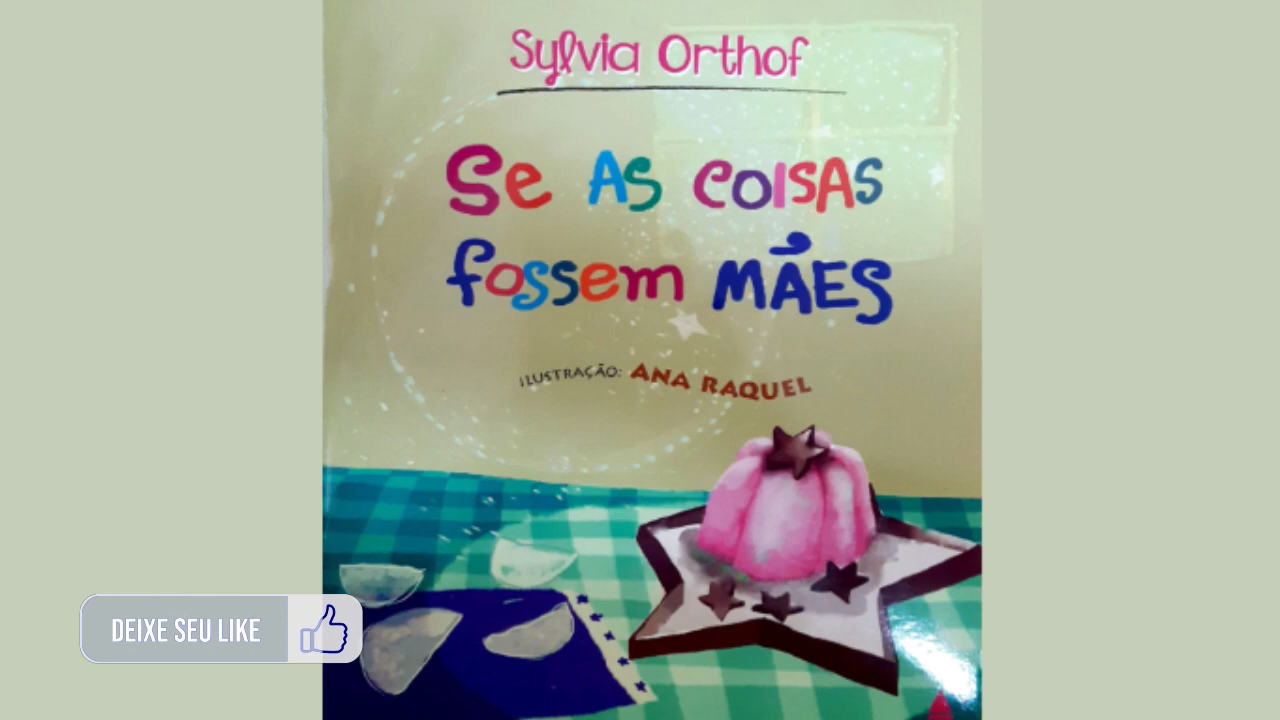 Sylvia Orthof
Se AS COISAS
fossem MÃES
ILUSTRAÇÃO: ANA RAQUEL
DEIXE SEU LIKE